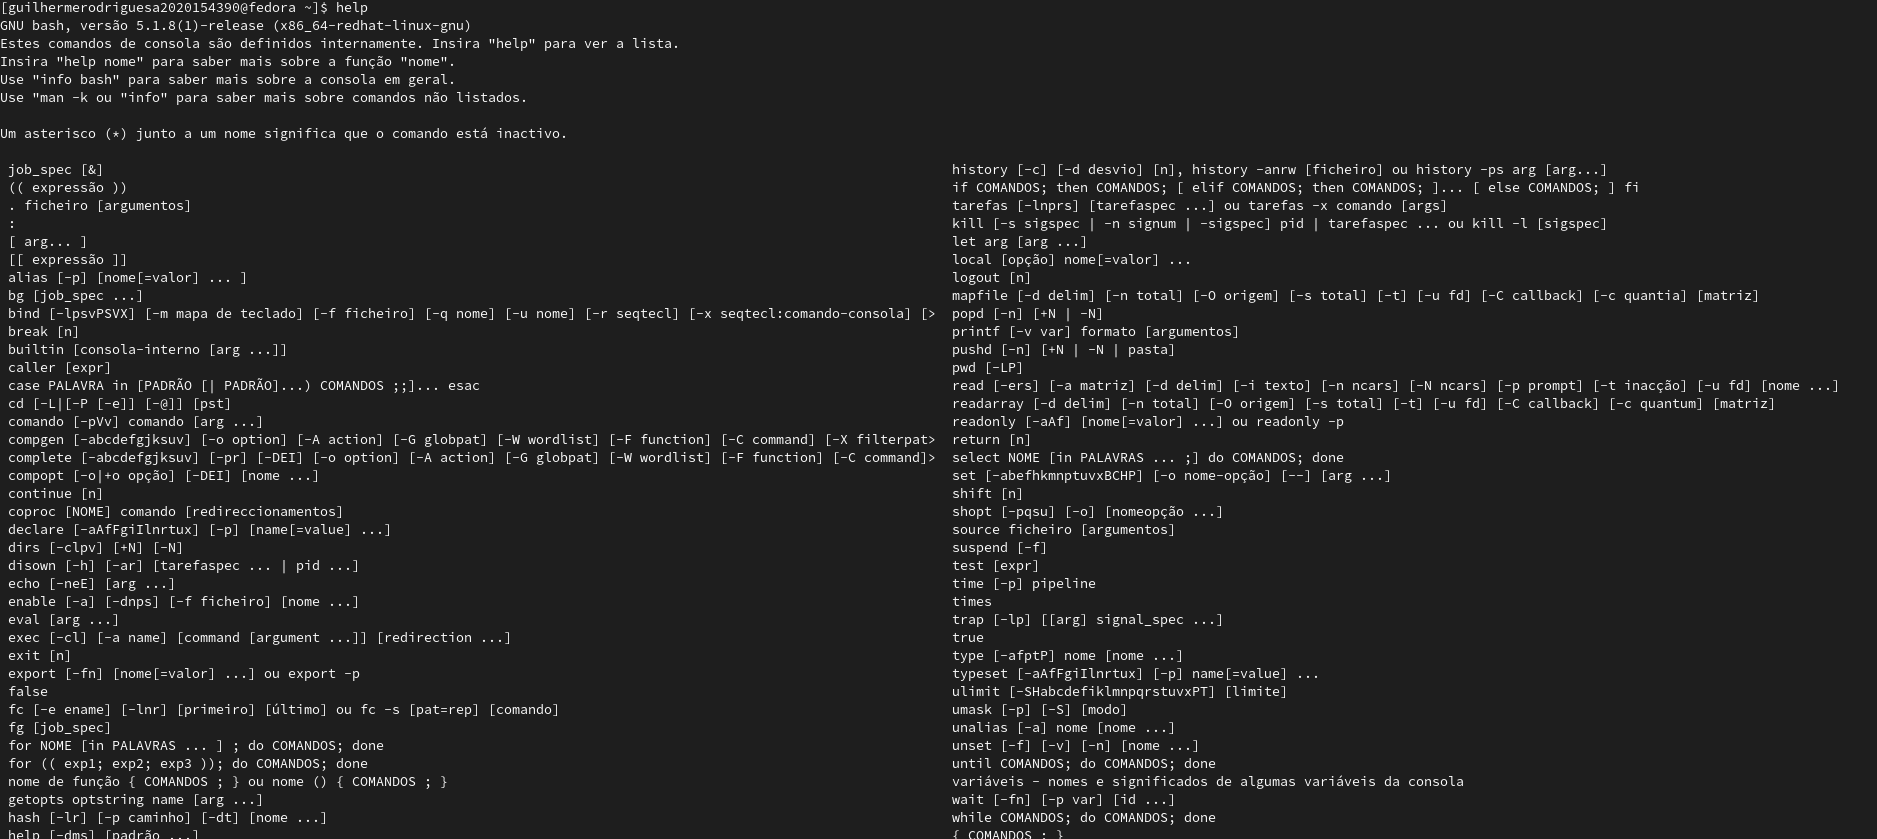 [guilhermerodriguesa2020154390@fedora ~]$ help
GNU bash, versão 5.1.8(1)-release (x86_64-redhat-linux-gnu)
Estes comandos de consola são definidos internamente. Insira "help" para ver a lista.
Insira "help nome" para saber mais sobre a função "nome".
Use "info bash" para saber mais sobre a consola em geral.
Use "man -k ou "info" para saber mais sobre comandos não listados.
Um asterisco (*) junto a um nome significa que o comando está inactivo.
job_spec [&]
(( expressão ))
. ficheiro [argumentos]
:
[ arg... ]
[[ expressão ]]
alias [-p] [nome[=valor] ... ]
bg [job_spec ...]
bind [-lpsvPSVX] [-m mapa de teclado] [-f ficheiro] [-q nome] [-u nome] [-r seqtecl] [-x seqtecl:comando-consola] [>
break [n]
builtin [consola-interno [arg ...]]
caller [expr]
case PALAVRA in [PADRÃO [| PADRÃO]...) COMANDOS ;;]... esac
cd [-L|[-P [-e]] [-@]] [pst]
comando [-pVv] comando [arg ...]
compgen [-abcdefgjksuv] [-o option] [-A action] [-G globpat] [-W wordlist] [-F function] [-C command] [-X filterpat>
complete [-abcdefgjksuv] [-pr] [-DEI] [-o option] [-A action] [-G globpat] [-W wordlist] [-F function] [-C command]>
compopt [-o|+o opção] [-DEI] [nome ...]
continue [n]
coproc [NOME] comando [redireccionamentos]
declare [-aAfFgiIlnrtux] [-p] [name[=value] ...]
dirs [-clpv] [+N] [-N]
disown [-h] [-ar] [tarefaspec ... | pid ...]
echo [-neE] [arg ...]
enable [-a] [-dnps] [-f ficheiro] [nome ...]
eval [arg ...]
exec [-cl] [-a name] [command [argument ...]] [redirection ...]
exit [n]
export [-fn] [nome[=valor] ...] ou export -p
false
fc [-e ename] [-lnr] [primeiro] [último] ou fc -s [pat=rep] [comando]
fg [job_spec]
for NOME [in PALAVRAS ... ] ; do COMANDOS; done
for (( exp1; exp2; exp3 )); do COMANDOS; done
nome de função { COMANDOS ; } ou nome () { COMANDOS ; }
getopts optstring name [arg ...]
hash [-lr] [-p caminho] [-dt] [nome ...]
help [-dms] [padrão ...]
history [-c] [-d desvio] [n], history -anrw [ficheiro] ou history -ps arg [arg...]
if COMANDOS; then COMANDOS; [ elif COMANDOS; then COMANDOS; ]... [ else COMANDOS; ] fi
tarefas [-lnprs] [tarefaspec ...] ou tarefas -x comando [args]
kill [-s sigspec | -n signum | -sigspec] pid | tarefaspec ... ou kill -l [sigspec]
let arg [arg ...]
local [opção] nome[=valor] ...
logout [n]
mapfile [-d delim] [-n total] [-O origem] [-s total] [-t] [-u fd] [-C callback] [-c quantia] [matriz]
popd [-n] [+N | -N]
printf [-v var] formato [argumentos]
pushd [-n] [+N | -N | pasta]
pwd [-LP]
read [-ers] [-a matriz] [-d delim] [-i texto] [-n ncars] [-N ncars] [-p prompt] [-t inacção] [-u fd] [nome ...]
readarray [-d delim] [-n total] [-O origem] [-s total] [-t] [-u fd] [-C callback] [-c quantum] [matriz]
readonly [-aAf] [nome[=valor] ...] ou readonly -p
return [n]
select NOME [in PALAVRAS ... ;] do COMANDOS; done
set [-abefhkmnptuvxBCHP] [-o nome-opção] [--] [arg ...]
shift [n]
shopt [-pqsu] [-o] [nomeopção ...]
source ficheiro [argumentos]
suspend [-f]
test [expr]
time [-p] pipeline
times
trap [-lp] [[arg] signal_spec ...]
true
type [-afptP] nome [nome ...]
typeset [-aAfFgiIlnrtux] [-p] name[=value] ...
ulimit [-SHabcdefiklmnpqrstuvxPT] [limite]
umask [-p] [-S] [modo]
unalias [-a] nome [nome ...]
unset [-f] [-v] [-n] [nome ...]
until COMANDOS; do COMANDOS; done
variáveis - nomes e significados de algumas variáveis da consola
wait [-fn] [-p var] [id ...]
while COMANDOS; do COMANDOS; done
{ COMANDOS ; }